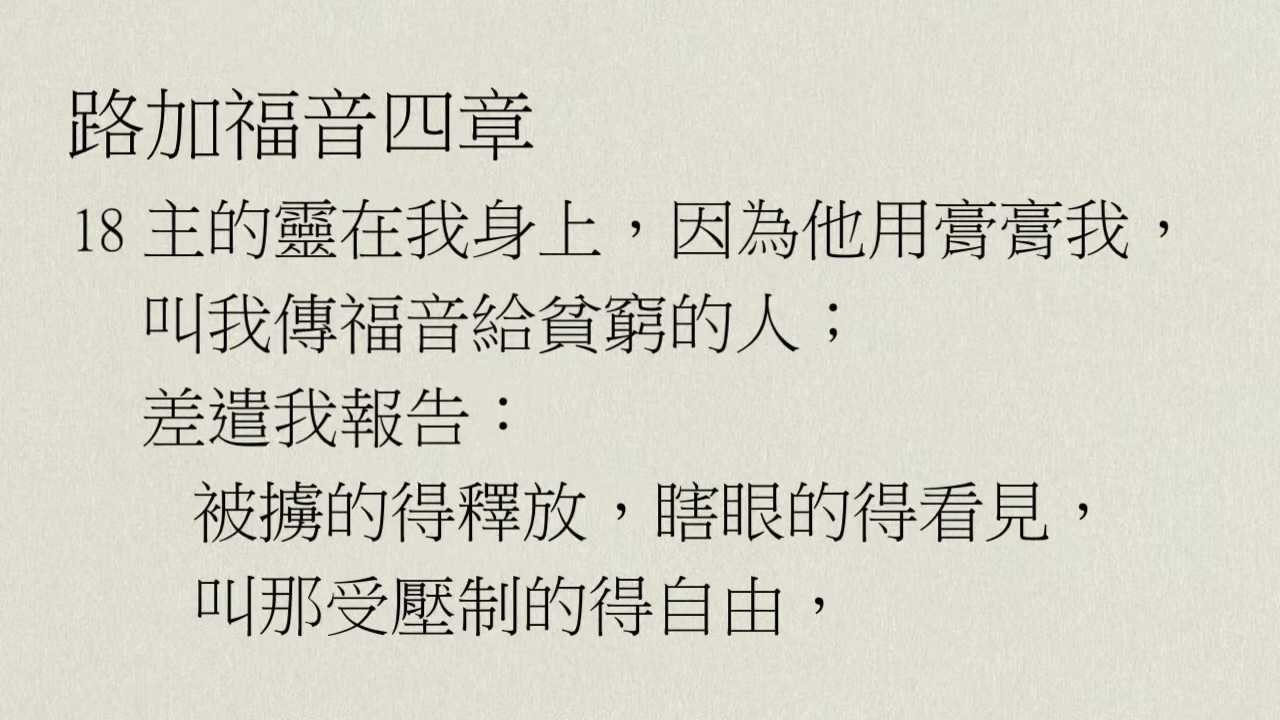 路加福音四章
18 主的靈在我身上，因為他用膏膏我，
叫我傳福音給貧窮的人；
差遣我報告：
被擄的得釋放，瞎眼的得看見，
叫那受壓制的得自由，